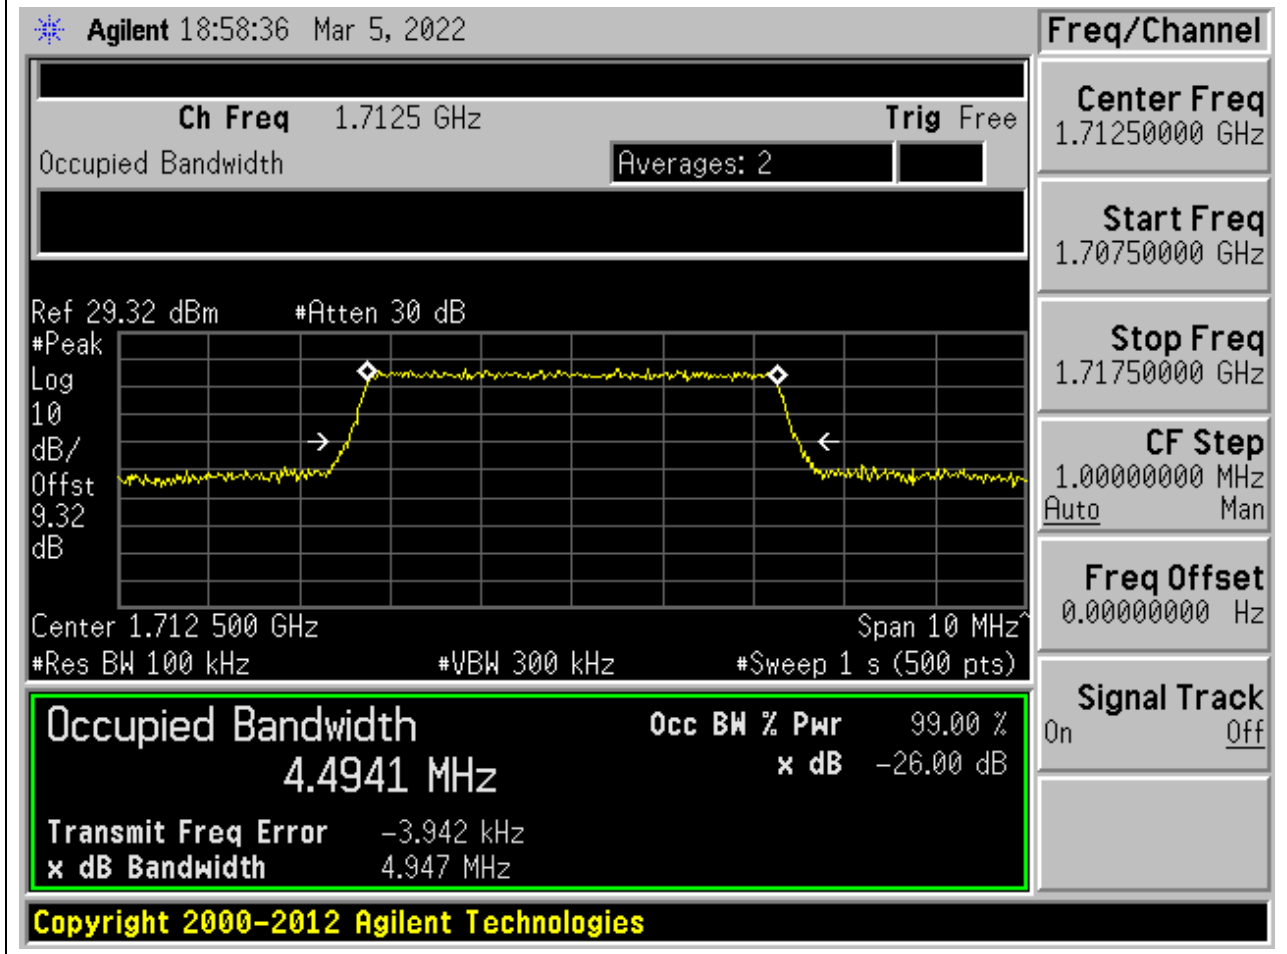 Agilent 18:58:36 Mar 5, 2022
Freq/Channel
Ch Freq 1.7125 GHz Trig Free
Occupied Bandwidth Averages: 2
Ref 29.32 dBm #Atten 30 dB
#Peak
Log
10
dB/
Offst
9.32
dB
Center 1.712 500 GHz Span 10 MHz^
#Res BW 100 kHz #VBW 300 kHz #Sweep 1 s (500 pts)
Occupied Bandwidth Occ BW % Pwr 99.00 %
4.4941 MHz x dB -26.00 dB
Transmit Freq Error -3.942 kHz
x dB Bandwidth 4.947 MHz
Center Freq
1.71250000 GHz
Start Freq
1.70750000 GHz
Stop Freq
1.71750000 GHz
CF Step
1.00000000 MHz
Auto Man
Freq Offset
0.00000000 Hz
Signal Track
On Off
Copyright 2000-2012 Agilent Technologies